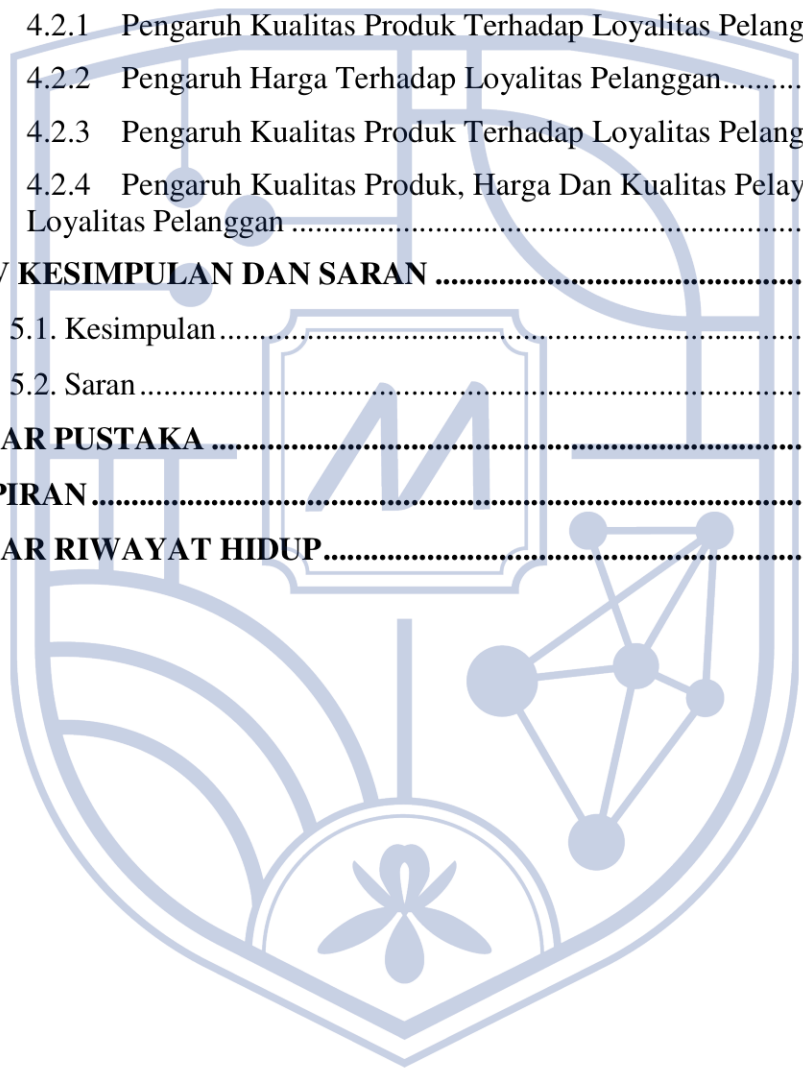 4.2.1 Pengaruh Kualitas Produk Terhadap Loyalitas Pelang
4.2.2 Pengaruh Harga Terhadap Loyalitas Pelanggan..........
4.2.3 Pengaruh Kualitas Produk Terhadap Loyalitas Pelang
4.2.4 Pengaruh Kualitas Produk, Harga Dan Kualitas Pelay
Loyalitas Pelanggan ..................................................................
V KESIMPULAN DAN SARAN ...............................................
5.1. Kesimpulan..........................................................................
5.2. Saran.....................................................................................
AR PUSTAKA ...........................................................................
PIRAN..........................................................................................
AR RIWAYAT HIDUP.............................................................